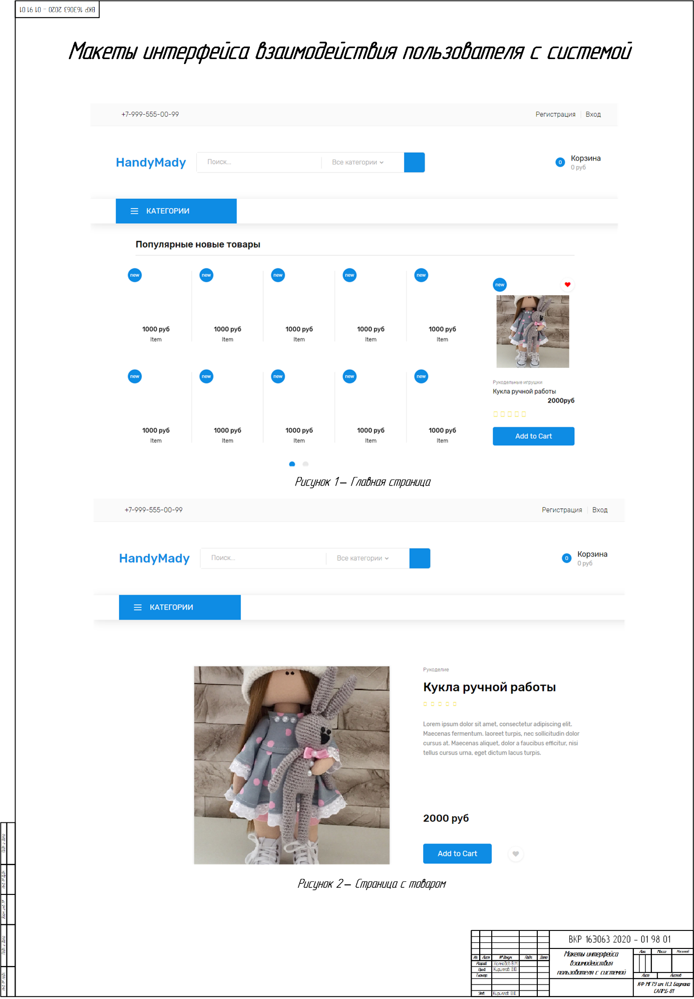 ВКР 163063 2020 - 01 91 01
Макеты интерфейса взаимодействия пользователя с системой
+7-999-555-00-99
Регистрация
Вход
HandyMady
Поиск...
Все категории
0
Корзина
0 руб
КАТЕГОРИИ
Популярные новые товары
new
new
new
new
new
1000 руб
1000 руб
1000 руб
1000 руб
1000 руб
Item
Item
Item
Item
Item
new
new
new
new
new
1000 руб
1000 руб
1000 руб
1000 руб
1000 руб
Item
Item
Item
Item
Item
new
Рукодельные игрушки
Кукла ручной работы
2000руб
Add to Cart
Рисунок 1 – Главная страница
+7-999-555-00-99
Регистрация
Вход
HandyMady
Поиск...
Все категории
0
Корзина
0 руб
КАТЕГОРИИ
Рукоделие
Кукла ручной работы
Lorem ipsum dolor sit amet, consectetur adipiscing elit.
Maecenas fermentum. laoreet turpis, nec sollicitudin dolor
cursus at. Maecenas aliquet, dolor a faucibus efficitur, nisi
tellus cursus urna, eget dictum lacus turpis.
2000 руб
Add to Cart
Рисунок 2 – Страница с товаром
Подп. и дата
Инв. № дубл.
Взам. инв. №
Подп. и дата
Инв. № подл.
ВКР 163063 2020 - 01 98 01
Макеты интерфейса
взаимодействия
пользователя с системой
Лит.
Масса
Масштаб
Лист
Листов
КФ МГТУ им. Н.Э. Баумана
САПР.Б-81
Из.
Лист
№ докум.
Подп.
Дата
Разраб.
Холмедов В.М.
Пров.
Кириллов В.Ю.
Т.контр.
Утв.
Кириллов В.Ю.